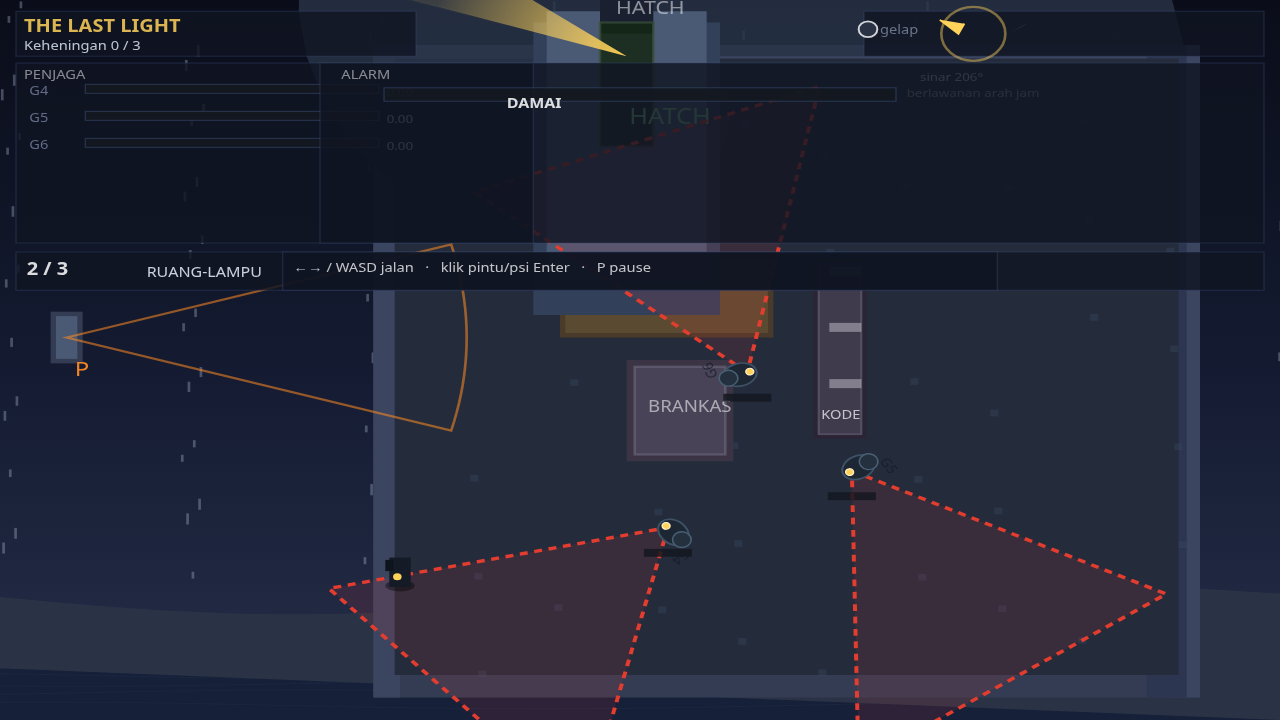 HATCH
THE LAST LIGHT
Keheningan 0 / 3
gelap
PENJAGA
ALARM
sinar 206°
berlawanan arah jam
G4
DAMAI
G5
0.00
HATCH
G6
0.00
2 / 3
RUANG-LAMPU
←→ / WASD jalan · klik pintu/psi Enter · P pause
P
BRANKAS
KODE